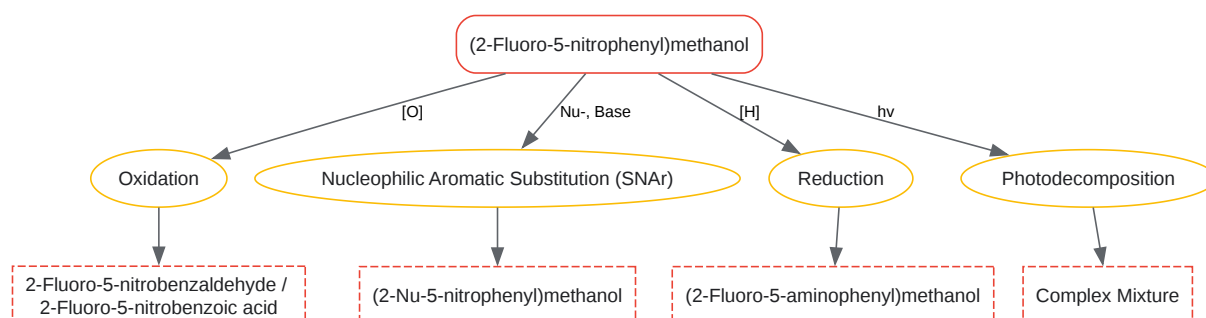 (2-Fluoro-5-nitrophenyl)methanol
[O]
Nu-, Base
[H]
hv
Oxidation
Nucleophilic Aromatic Substitution (SNAr)
Reduction
Photodecomposition
2-Fluoro-5-nitrobenzaldehyde /
2-Fluoro-5-nitrobenzoic acid
(2-Nu-5-nitrophenyl)methanol
(2-Fluoro-5-aminophenyl)methanol
Complex Mixture